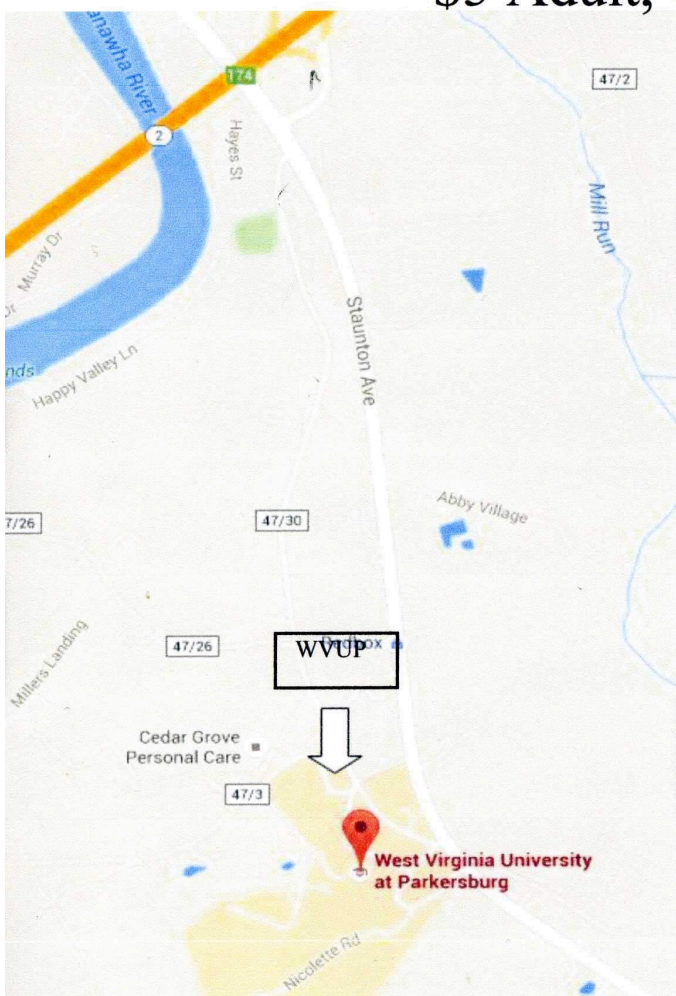 $5 Adult,
anawha River
174
47/2
2
Hayes St
Mill Run
Murray Dr
Dr
Staunton Ave
nds
Happy Valley Ln
Abby Village
7/26
47/30
Millers Landing
47/26
WVUP
Redbox
Cedar Grove
Personal Care
47/3
West Virginia University
at Parkersburg
Nicolette Rd